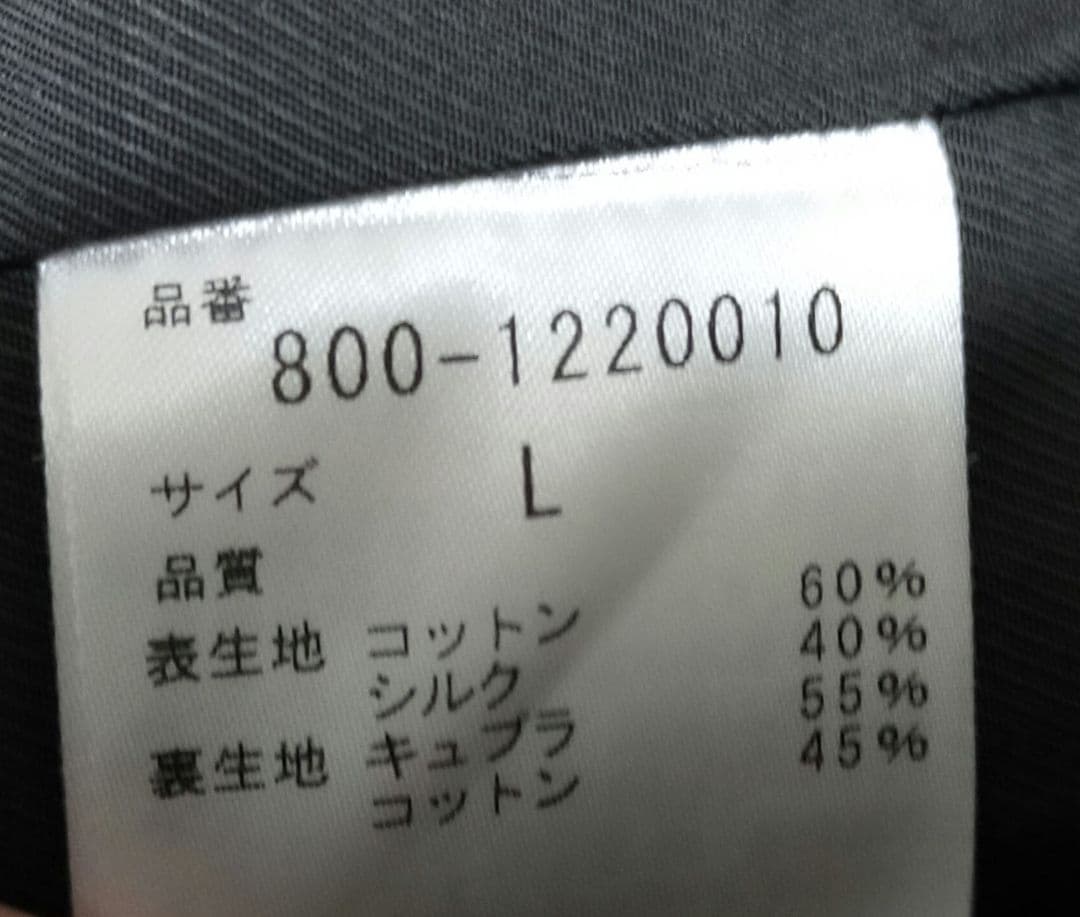 品番
800-1220010
サイズ L
品質
表生地 コットン 60%
シルク 40%
裏生地 キュプラ 55%
コットン 45%